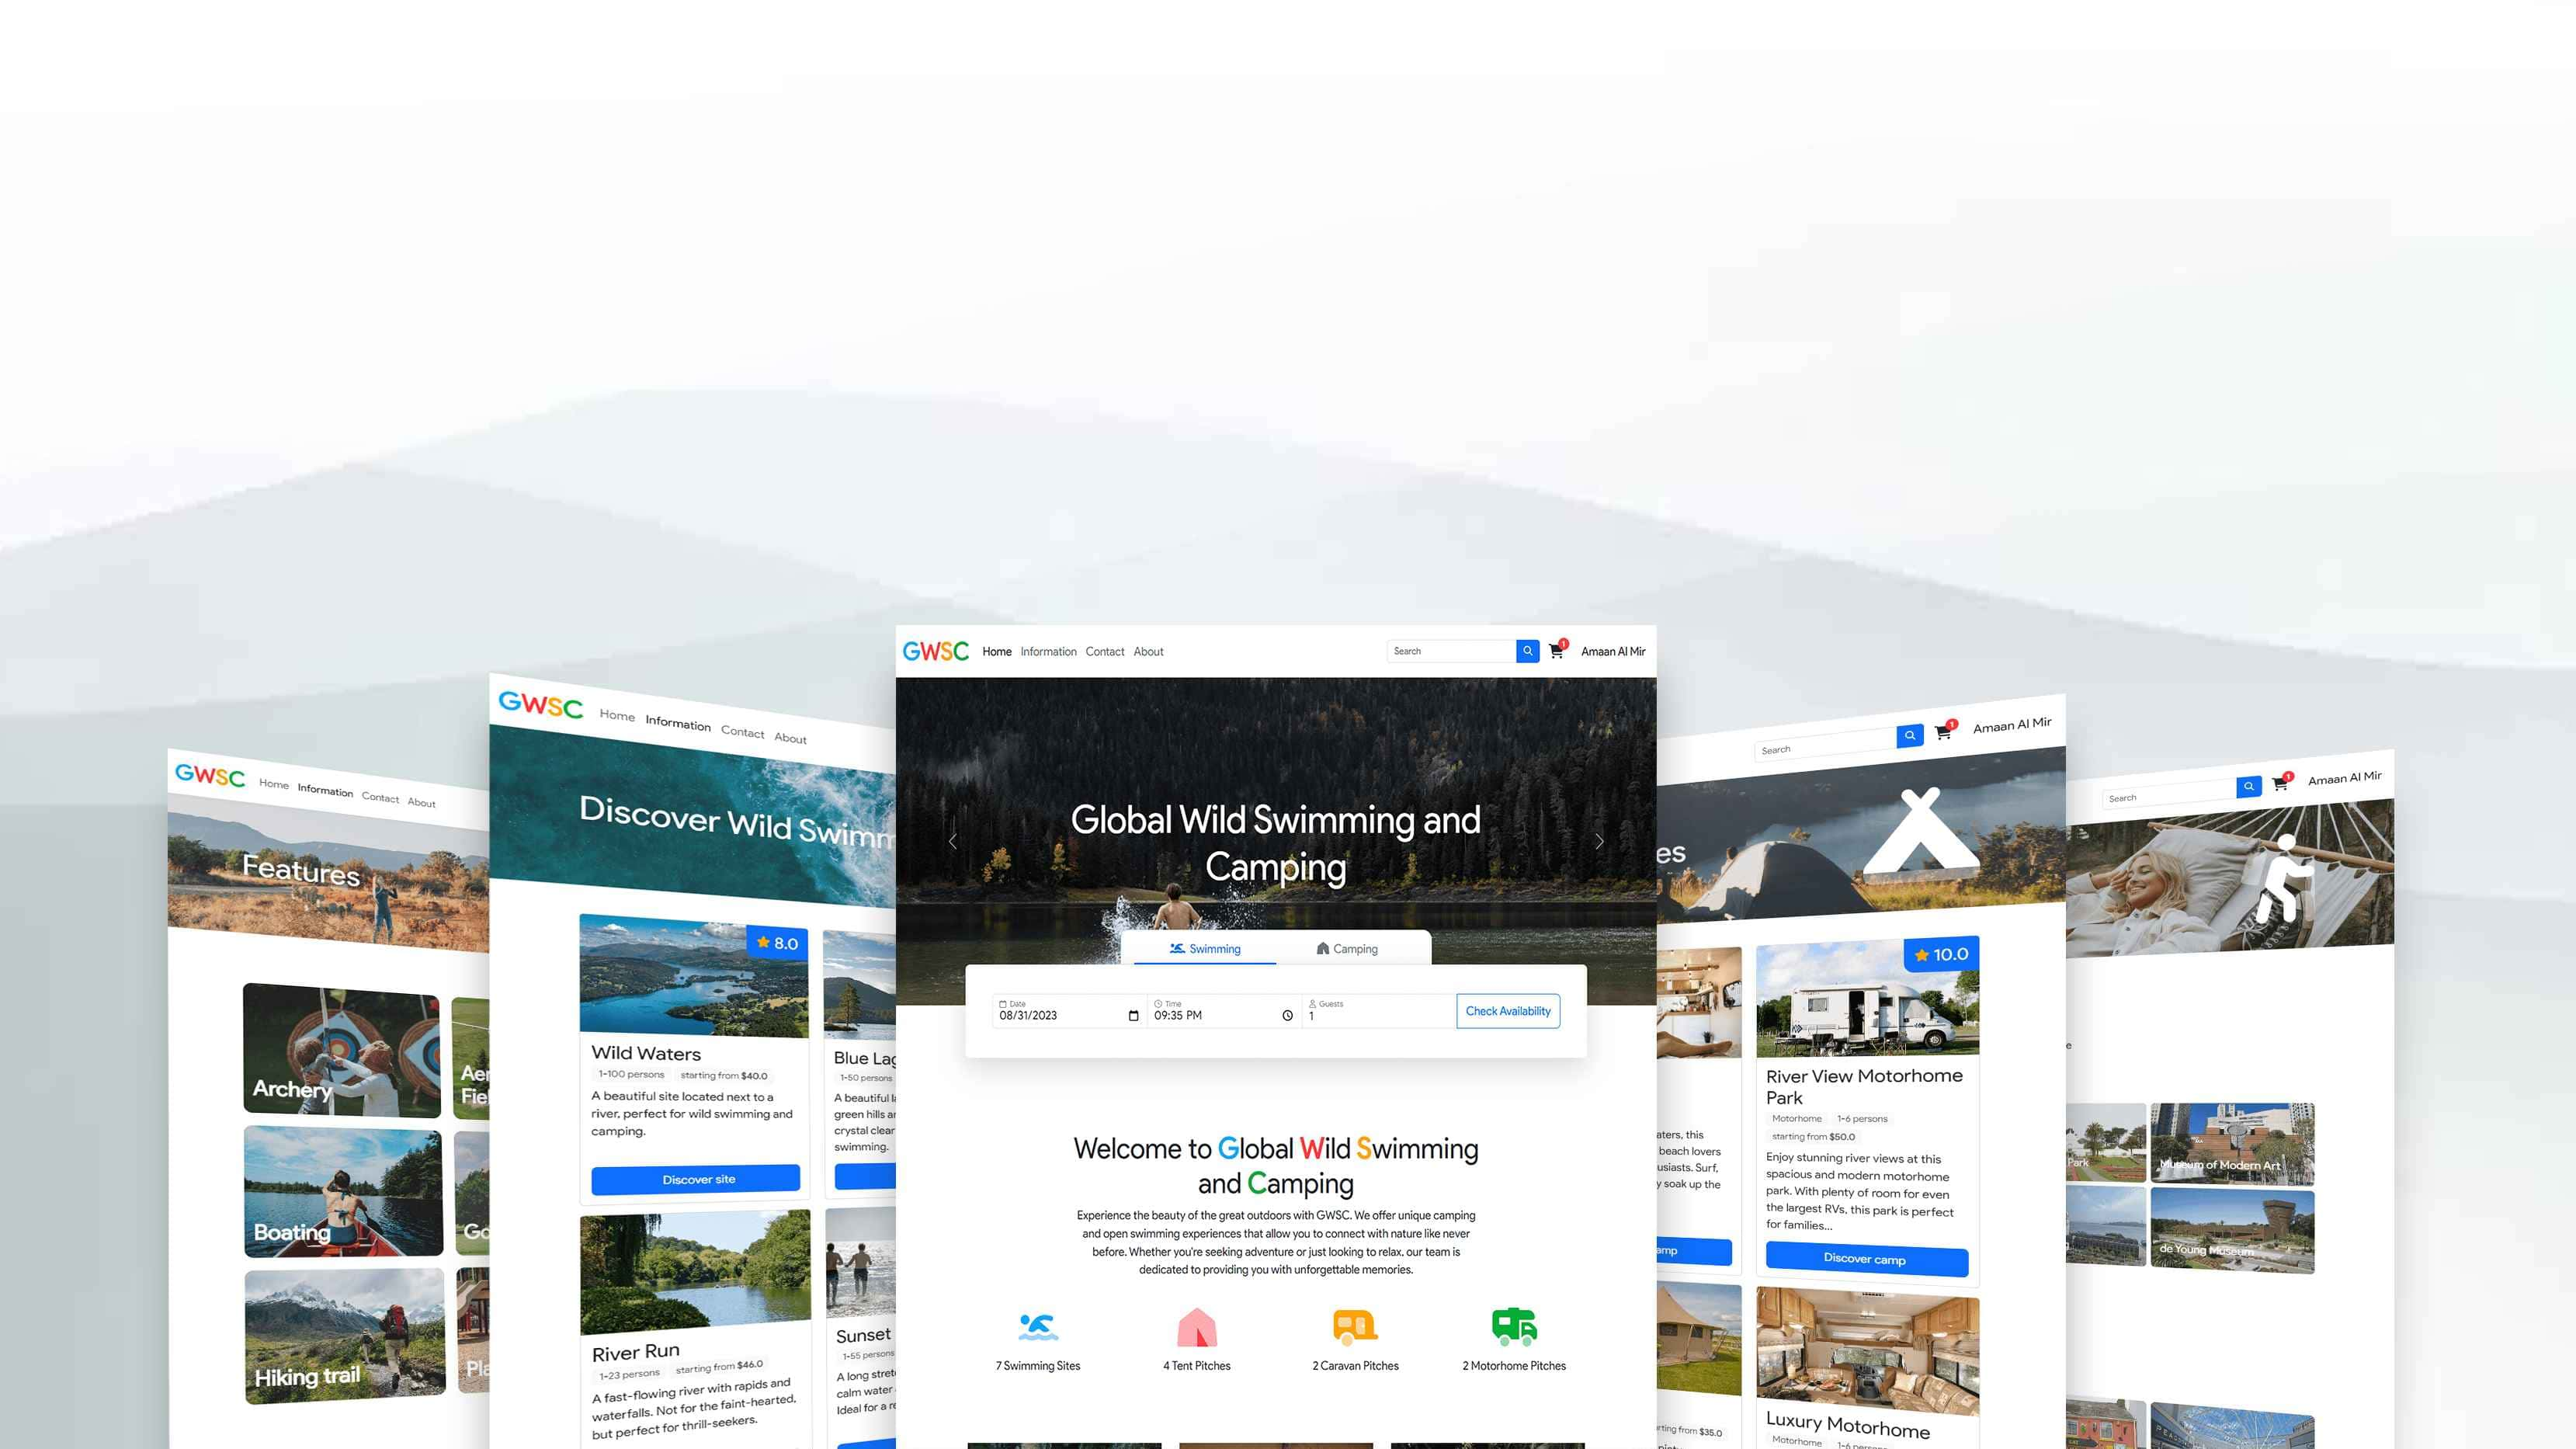 GWSC
Home Information Contact About
Features
Archery
Boating
Hiking trail
GWSC
Home Information Contact About
Discover Wild Swimm
8.0
Wild Waters
1-100 persons starting from $40.0
A beautiful site located next to a
river, perfect for wild swimming and
camping.
Discover site
River Run
1-23 persons starting from $46.0
A fast-flowing river with rapids and
waterfalls. Not for the faint-hearted,
but perfect for thrill-seekers.
Blue Lag
1-50 persons
A beautiful l
green hills a
crystal clear
swimming.
Sunset
1-55 persons
A long stret
calm water
Ideal for a r
GWSC
Home Information Contact About
Search
1
Amaan Al Mir
Global Wild Swimming and
Camping
Swimming
Camping
Date
08/31/2023
Time
09:35 PM
Guests
1
Check Availability
Welcome to Global Wild Swimming
and Camping
Experience the beauty of the great outdoors with GWSC. We offer unique camping
and open swimming experiences that allow you to connect with nature like never
before. Whether you're seeking adventure or just looking to relax, our team is
dedicated to providing you with unforgettable memories.
7 Swimming Sites
4 Tent Pitches
2 Caravan Pitches
2 Motorhome Pitches
Search
1
Amaan Al Mir
es
aters, this
beach lovers
usiasts. Surf,
y soak up the
amp
rting from $35.0
10.0
River View Motorhome
Park
Motorhome 1-6 persons
starting from $50.0
Enjoy stunning river views at this
spacious and modern motorhome
park. With plenty of room for even
the largest RVs, this park is perfect
for families...
Discover camp
Luxury Motorhome
Motorhome
Search
1
Amaan Al Mir
e
Park
Museum of Modern Art
de Young Museum